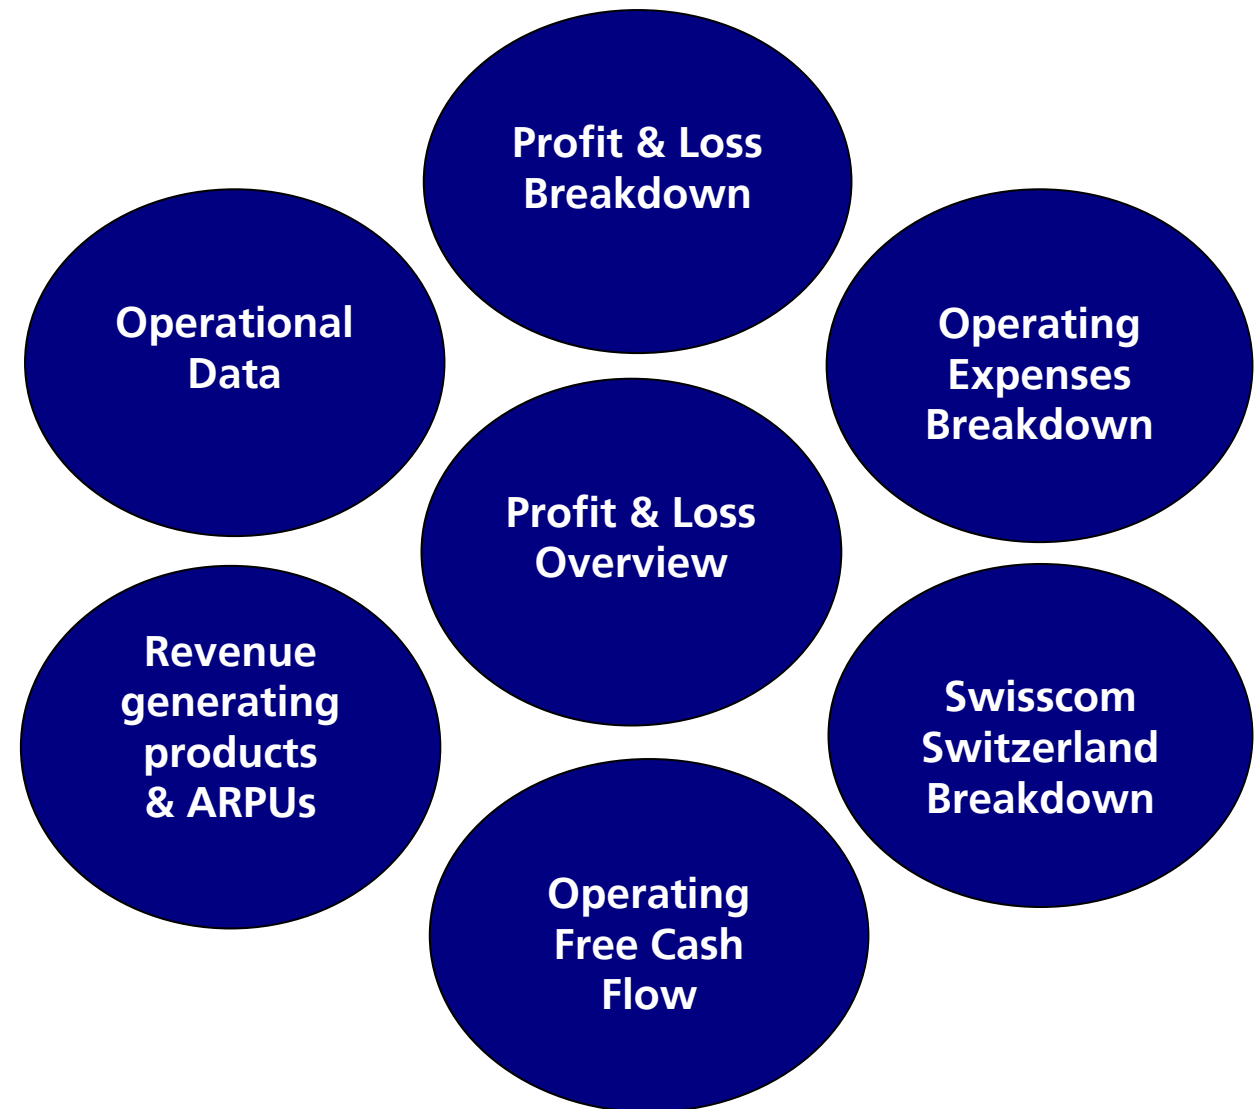 Profit & Loss
Breakdown
Operational
Data
Operating
Expenses
Breakdown
Profit & Loss
Overview
Revenue
generating
products
& ARPUs
Swisscom
Switzerland
Breakdown
Operating
Free Cash
Flow